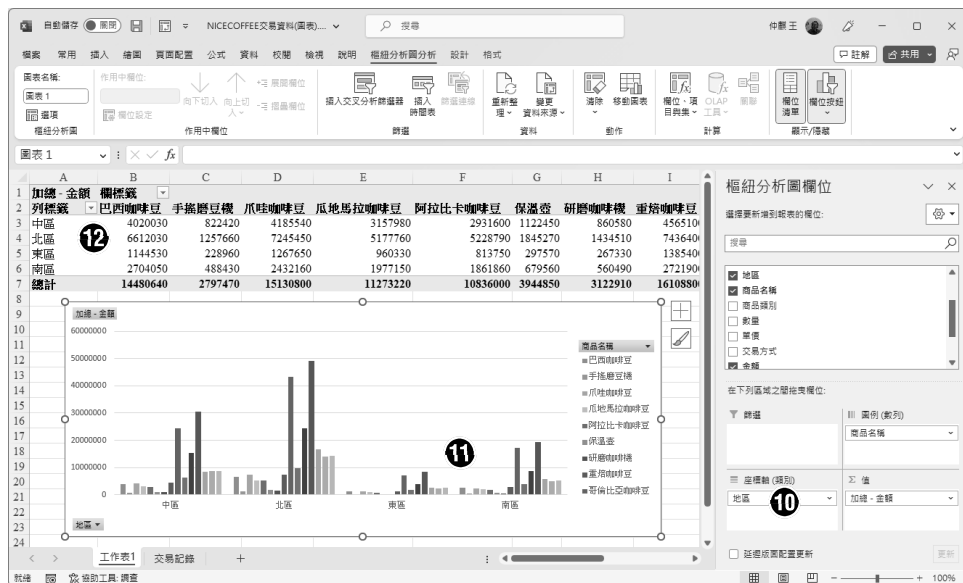 自動儲存 關閉 NICECOFFEE交易資料(圖表).... 搜尋 仲麒 王
檔案 常用 插入 繪圖 頁面配置 公式 資料 校閱 檢視 說明 樞紐分析圖分析 設計 格式 註解 共用
圖表名稱: 作用中欄位:
圖表 1 向下切入 向上切入 展開欄位 摺疊欄位 插入交叉分析篩選器 插入時間表 篩選連線 重新整理 變更資料來源 清除 移動圖表 欄位、項目與集 OLAP工具 關聯 欄位清單 欄位按鈕
選項 欄位設定
樞紐分析圖 作用中欄位 篩選 資料 動作 計算 顯示/隱藏
圖表 1 fx
A B C D E F G H I
1 加總 - 金額 欄標籤
2 列標籤 巴西咖啡豆 手搖磨豆機 爪哇咖啡豆 瓜地馬拉咖啡豆 阿拉比卡咖啡豆 保溫壺 研磨咖啡機 重焙咖啡豆
3 中區 4020030 822420 4185540 3157980 2931600 1122450 860580 456510
4 北區 6612030 1257660 7245450 5177760 5228790 1845270 1434510 743640
5 東區 1144530 228960 1267650 960330 813750 297570 267330 138540
6 南區 2704050 488430 2432160 1977150 1861860 679560 560490 272190
7 總計 14480640 2797470 15130800 11273220 10836000 3944850 3122910 1610880
8
9
10
11
12
13
14
15
16
17
18
19
20
21
22
23
24
12
加總 - 金額
60000000
50000000
40000000
30000000
20000000
10000000
0
中區 北區 東區 南區
地區
商品名稱
巴西咖啡豆
手搖磨豆機
爪哇咖啡豆
瓜地馬拉咖啡豆
阿拉比卡咖啡豆
保溫壺
研磨咖啡機
重焙咖啡豆
哥倫比亞咖啡豆
11
樞紐分析圖欄位
選擇要新增到報表的欄位:
搜尋
地區
商品名稱
商品類別
數量
單價
交易方式
金額
在下列區域之間拖曳欄位:
篩選 圖例 (數列)
商品名稱
座標軸 (類別) Σ 值
地區 10 加總 - 金額
延遲版面配置更新 更新
工作表1 交易記錄
就緒 協助工具: 調查 100%